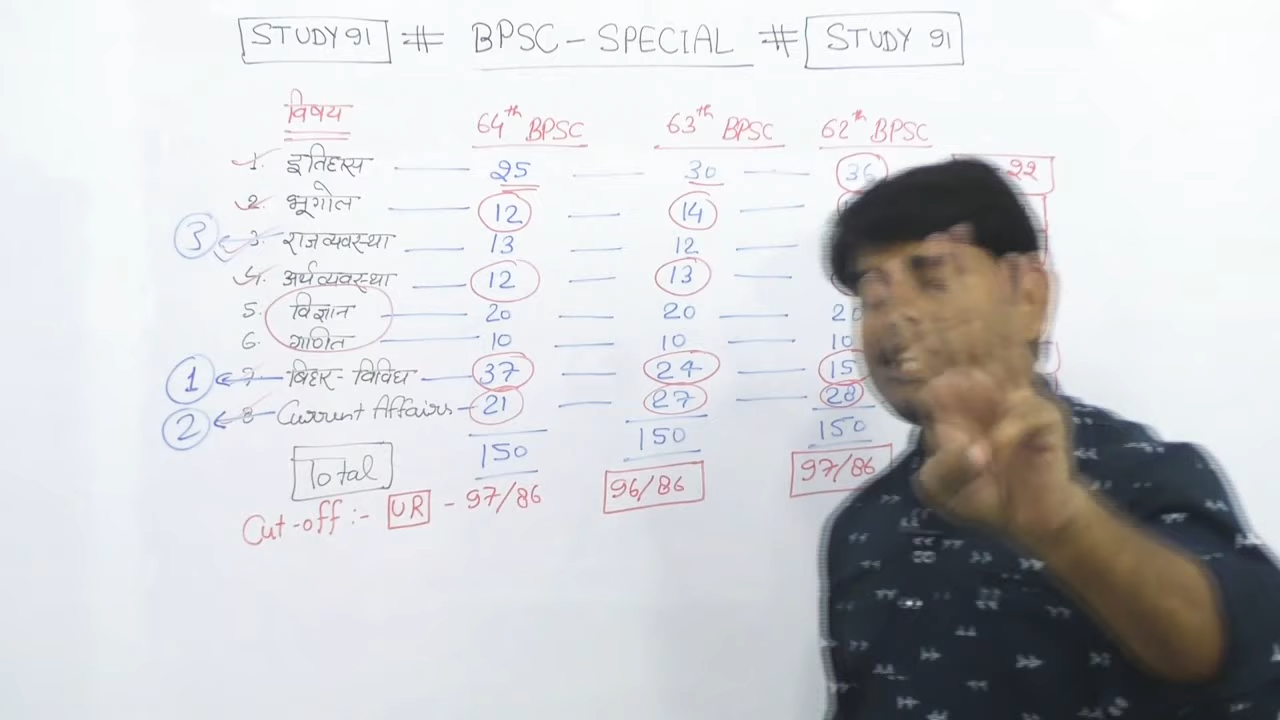 STUDY 91 # BPSC - SPECIAL # STUDY 91
विषय 64th BPSC 63th BPSC 62th BPSC
1. इतिहास 25 30 36 22
2. भूगोल 12 14
3 3. राजव्यवस्था 13 12
4. अर्थव्यवस्था 12 13
5. विज्ञान 20 20 20
6. गणित 10 10 10
1 7. बिहार - विविध 37 24 15
2 8. Current Affairs 21 27 28
Total 150 150 150
Cut-off :- UR - 97/86 96/86 97/86